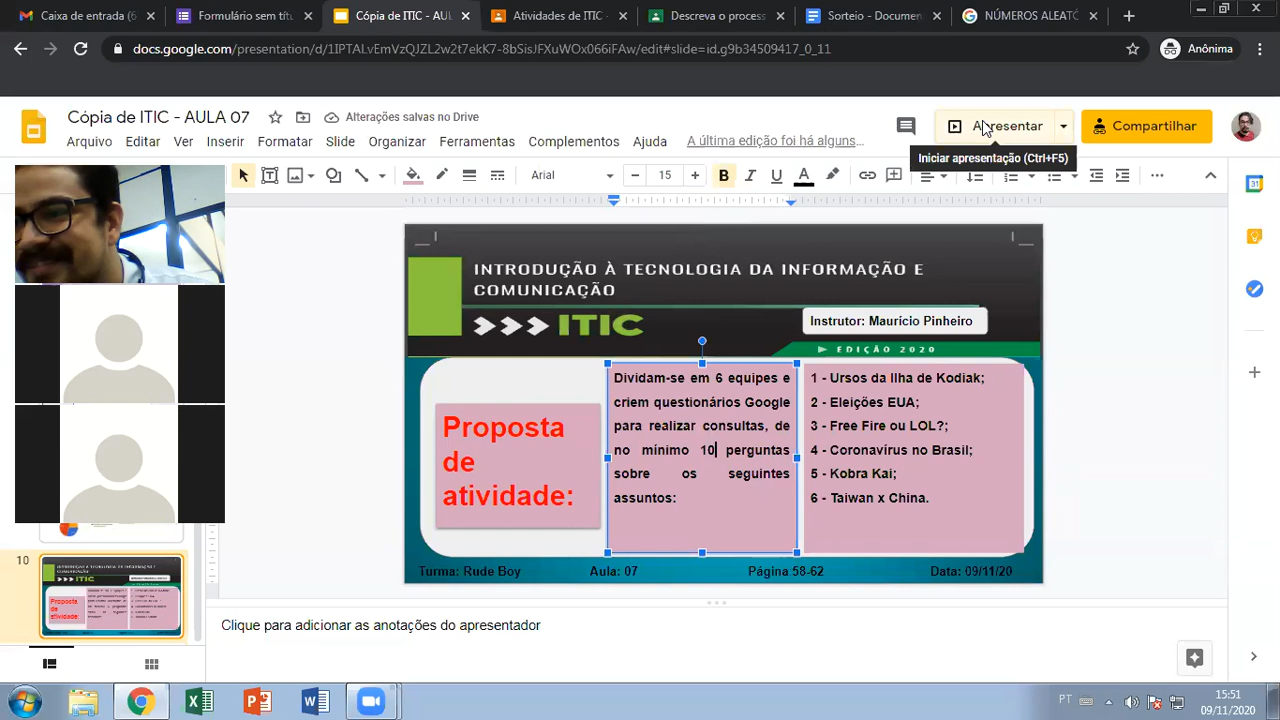 Caixa de entrada (6
Formulário sem tít
Cópia de ITIC - AUL
Atividades de ITIC -
Descreva o process
Sorteio - Documen
NÚMEROS ALEATÓ
docs.google.com/presentation/d/1IPTALvEmVzQJZL2w2t7ekK7-8bSisJFXuWOx066iFAw/edit#slide=id.g9b34509417_0_11
Anônima
Cópia de ITIC - AULA 07
Alterações salvas no Drive
Apresentar
Compartilhar
Arquivo Editar Ver Inserir Formatar Slide Organizar Ferramentas Complementos Ajuda
A última edição foi há alguns...
Iniciar apresentação (Ctrl+F5)
Arial
15
B I U A
INTRODUÇÃO À TECNOLOGIA DA INFORMAÇÃO E
COMUNICAÇÃO
ITIC
Instrutor: Maurício Pinheiro
EDIÇÃO 2020
Proposta
de
atividade:
Dividam-se em 6 equipes e
criem questionários Google
para realizar consultas, de
no mínimo 10 perguntas
sobre os seguintes
assuntos:
1 - Ursos da Ilha de Kodiak;
2 - Eleições EUA;
3 - Free Fire ou LOL?;
4 - Coronavírus no Brasil;
5 - Kobra Kai;
6 - Taiwan x China.
Turma: Rude Boy
Aula: 07
Página 58-62
Data: 09/11/20
10
Clique para adicionar as anotações do apresentador
PT
15:51
09/11/2020